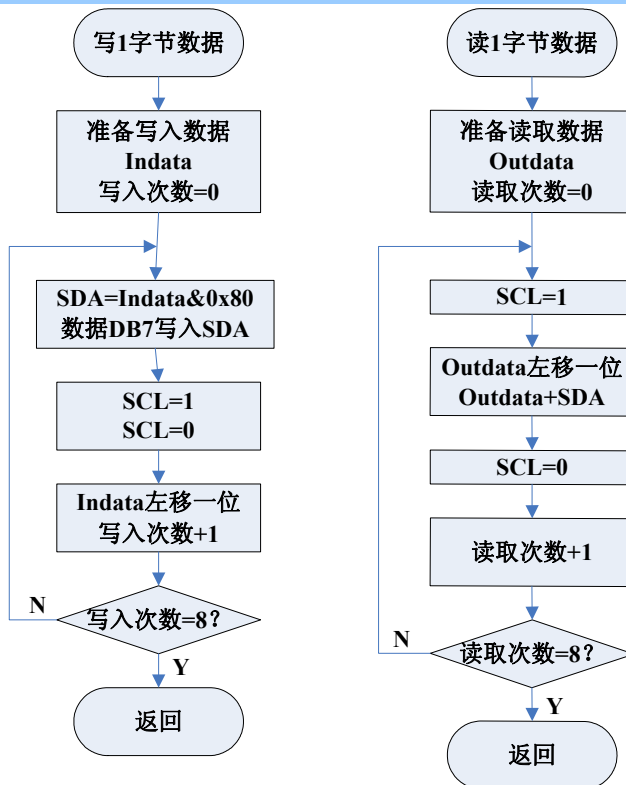 写1字节数据
准备写入数据
Indata
写入次数=0
SDA=Indata&0x80
数据DB7写入SDA
SCL=1
SCL=0
Indata左移一位
写入次数+1
N
写入次数=8？
Y
返回
读1字节数据
准备读取数据
Outdata
读取次数=0
SCL=1
Outdata左移一位
Outdata+SDA
SCL=0
读取次数+1
N
读取次数=8？
Y
返回